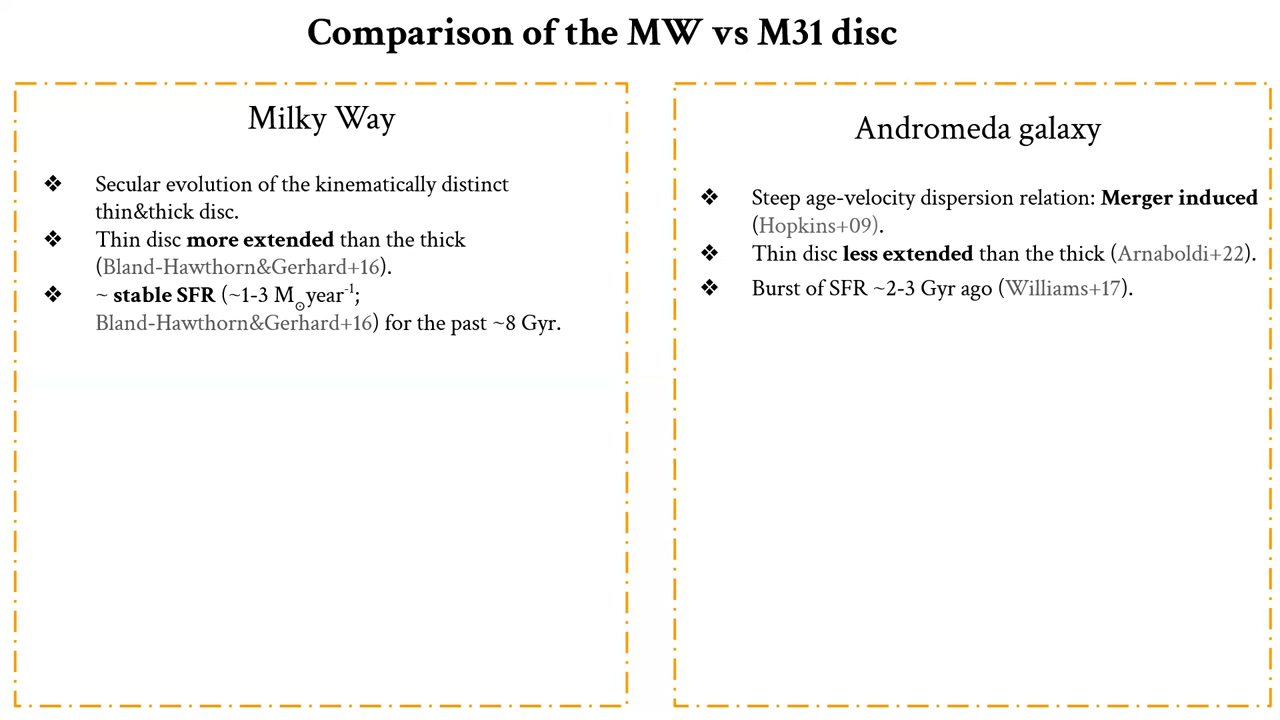 Comparison of the MW vs M31 disc
Milky Way
❖ Secular evolution of the kinematically distinct
thin&thick disc.
❖ Thin disc more extended than the thick
(Bland-Hawthorn&Gerhard+16).
❖ ~ stable SFR (~1-3 M☉year⁻¹;
Bland-Hawthorn&Gerhard+16) for the past ~8 Gyr.
Andromeda galaxy
❖ Steep age-velocity dispersion relation: Merger induced
(Hopkins+09).
❖ Thin disc less extended than the thick (Arnaboldi+22).
❖ Burst of SFR ~2-3 Gyr ago (Williams+17).